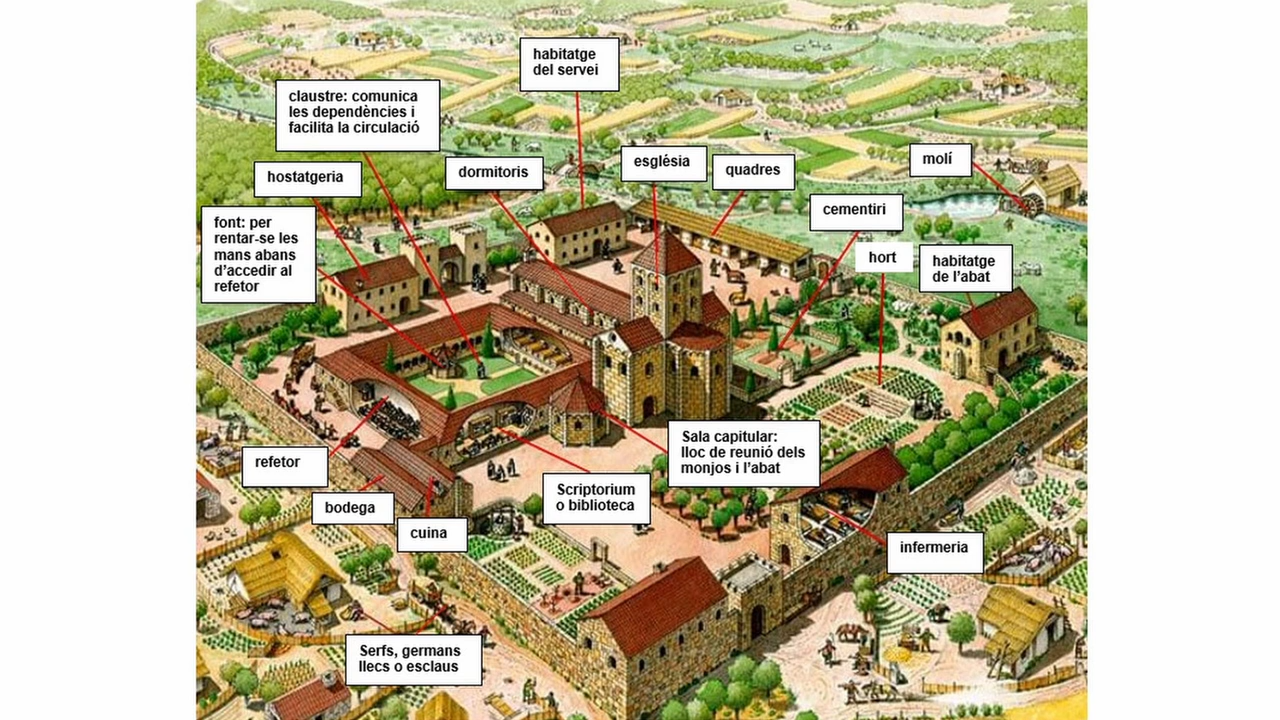 habitatge
del servei
claustre: comunica
les dependències i
facilita la circulació
hostatgeria
dormitoris
església
quadres
molí
font: per
rentar-se les
mans abans
d’accedir al
refetor
cementiri
hort
habitatge
de l’abat
refetor
bodega
cuina
Scriptorium
o biblioteca
Sala capitular:
lloc de reunió dels
monjos i l’abat
infermeria
Serfs, germans
llecs o esclaus